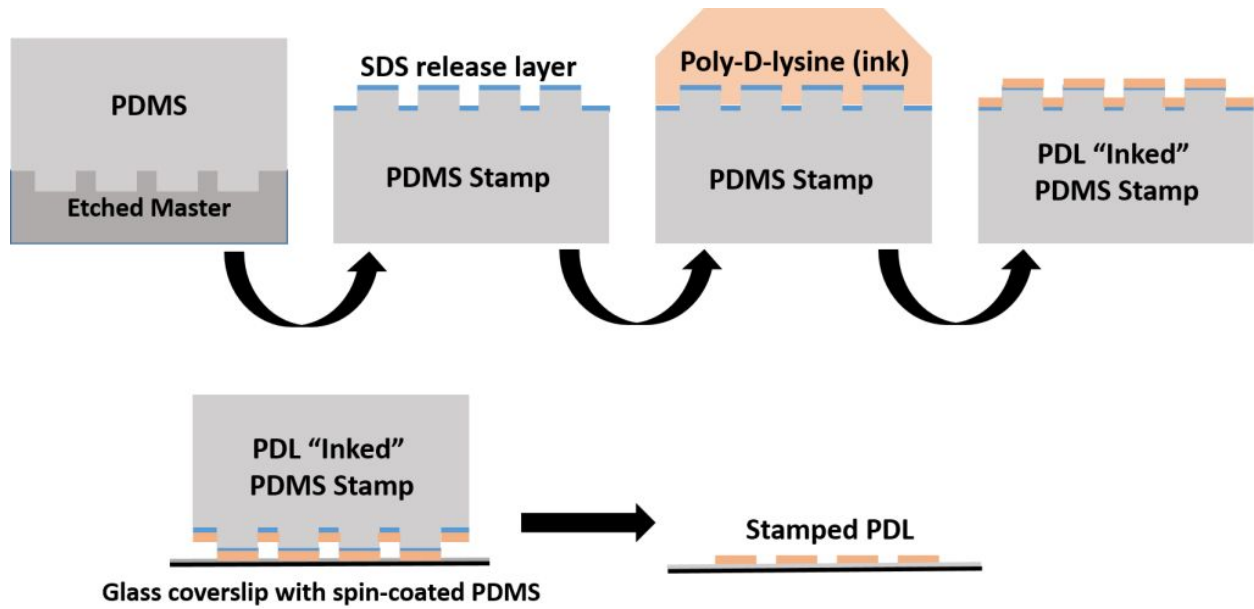 PDMS
Etched Master
SDS release layer
PDMS Stamp
Poly-D-lysine (ink)
PDMS Stamp
PDL “Inked”
PDMS Stamp
PDL “Inked”
PDMS Stamp
Glass coverslip with spin-coated PDMS
Stamped PDL